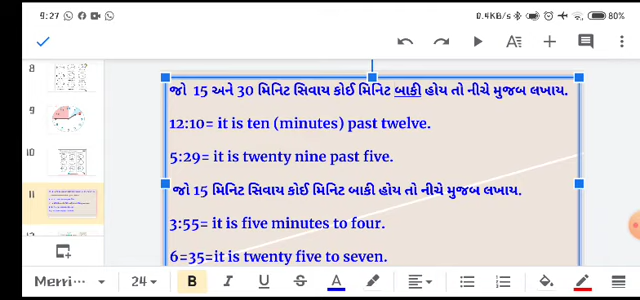 9:27
0.4KB/s
80%
8
જો 15 અને 30 મિનિટ સિવાય કોઈ મિનિટ બાકી હોય તો નીચે મુજબ લખાય.
9
12:10= it is ten (minutes) past twelve.
10
5:29= it is twenty nine past five.
11
જો 15 મિનિટ સિવાય કોઈ મિનિટ બાકી હોય તો નીચે મુજબ લખાય.
3:55= it is five minutes to four.
6=35=it is twenty five to seven.
Merri...
24
B I U S A